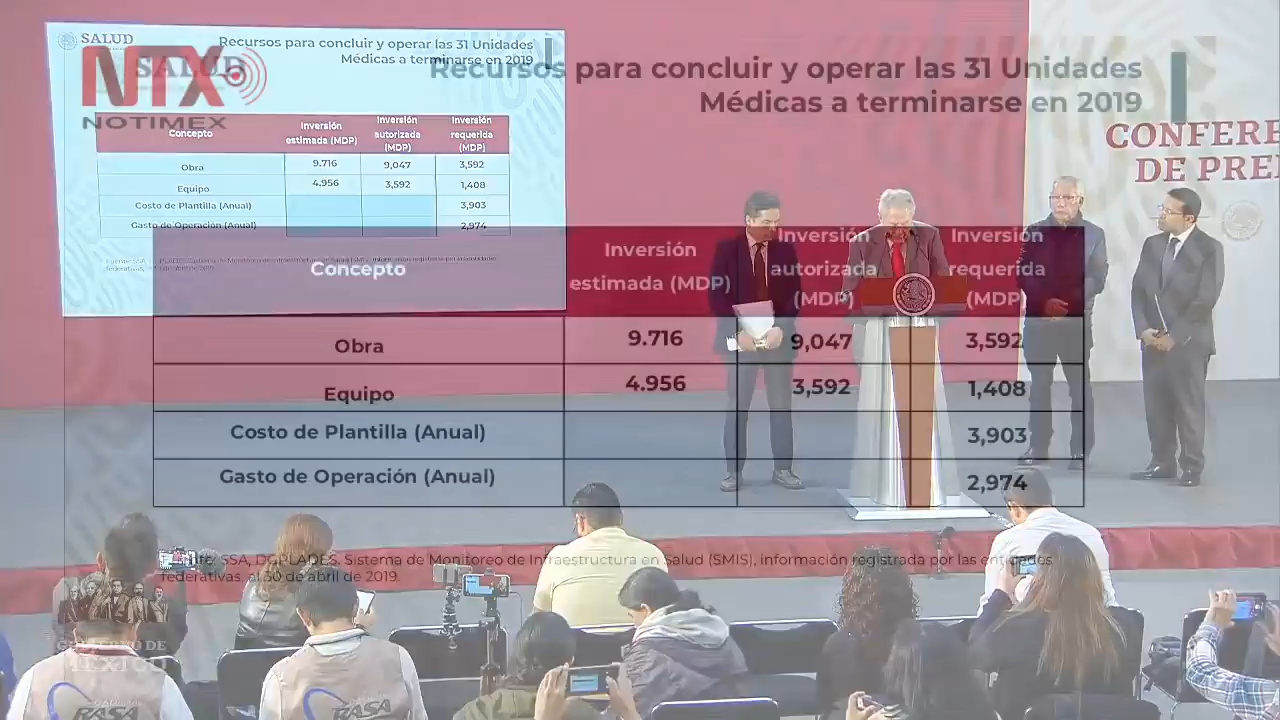 SALUD
Recursos para concluir y operar las 31 Unidades
Médicas a terminarse en 2019
Concepto
Inversión
estimada (MDP)
Inversión
autorizada
(MDP)
Inversión
requerida
(MDP)
Obra 9.716 9,047 3,592
Equipo 4.956 3,592 1,408
Costo de Plantilla (Anual) 3,903
Gasto de Operación (Anual) 2,974
NTX
NOTIMEX
SALUD
Recursos para concluir y operar las 31 Unidades
Médicas a terminarse en 2019
CONFERE
DE PRE
Concepto
Inversión
estimada (MDP)
Inversión
autorizada
(MDP)
Inversión
requerida
(MDP)
Obra 9.716 9,047 3,592
Equipo 4.956 3,592 1,408
Costo de Plantilla (Anual) 3,903
Gasto de Operación (Anual) 2,974
SSA, DGPLADES, Sistema de Monitoreo de Infraestructura en Salud (SMIS), información registrada por las entidades
federativas, al 30 de abril de 2019.
GOBIERNO DE
MÉXICO
RASA
RASA